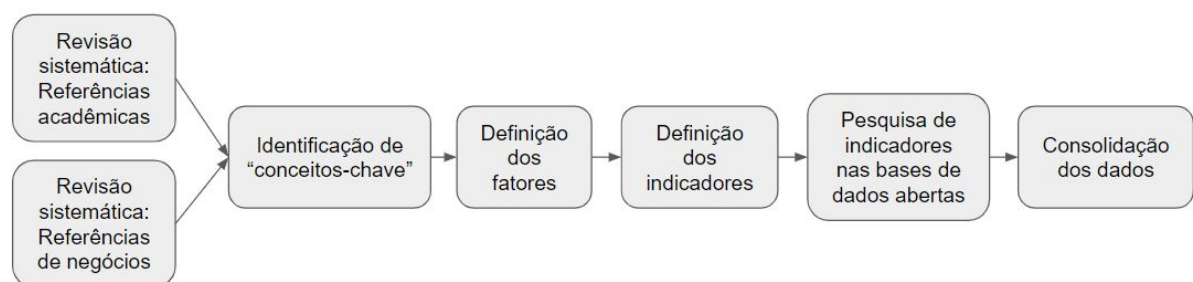 Revisão
sistemática:
Referências
acadêmicas
Revisão
sistemática:
Referências
de negócios
Identificação de
“conceitos-chave”
Definição
dos
fatores
Definição
dos
indicadores
Pesquisa de
indicadores
nas bases de
dados abertas
Consolidação
dos dados